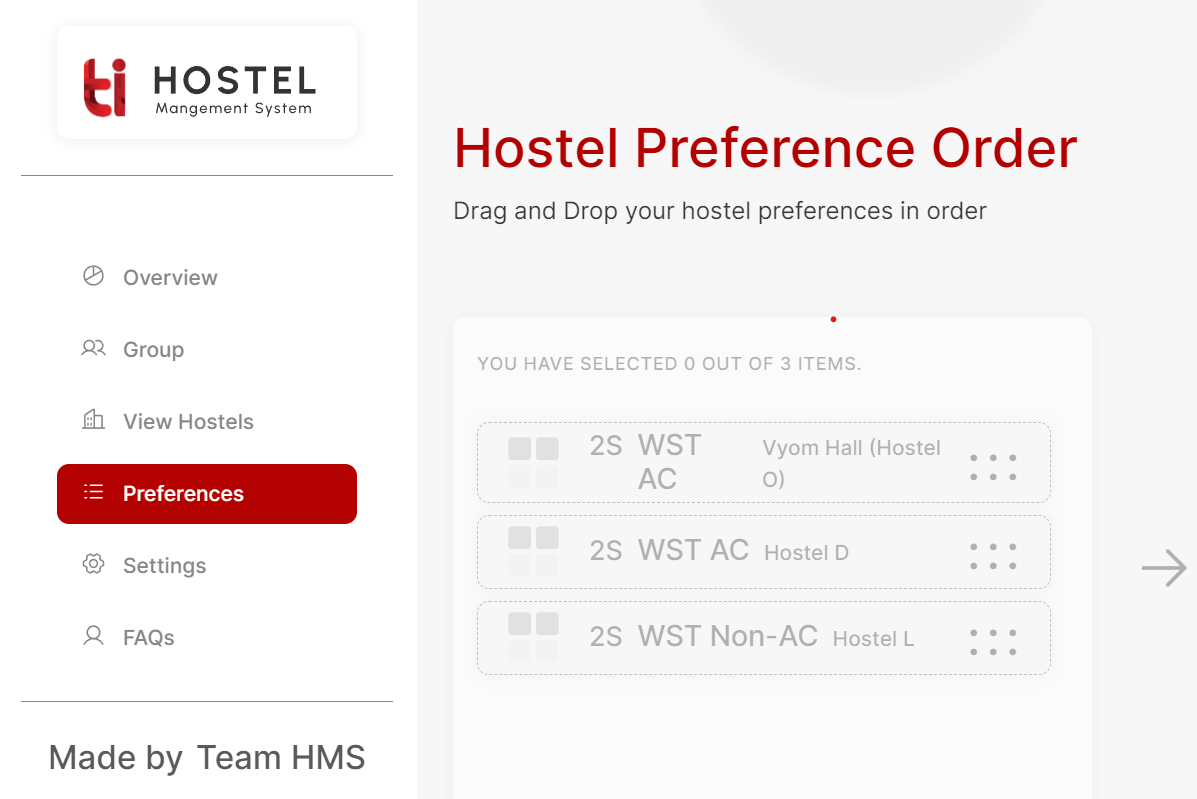 ti HOSTEL
Mangement System
Overview
Group
View Hostels
Preferences
Settings
FAQs
Made by Team HMS
Hostel Preference Order
Drag and Drop your hostel preferences in order
YOU HAVE SELECTED 0 OUT OF 3 ITEMS.
2S WST AC Vyom Hall (Hostel O)
2S WST AC Hostel D
2S WST Non-AC Hostel L